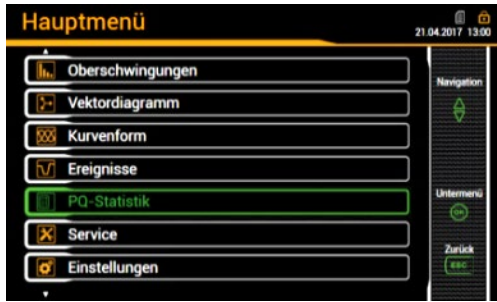 Hauptmenü
21.04.2017 13:00
Oberschwingungen
Vektordiagramm
Kurvenform
Ereignisse
PQ-Statistik
Service
Einstellungen
Navigation
Untermenü
OK
Zurück
ESC